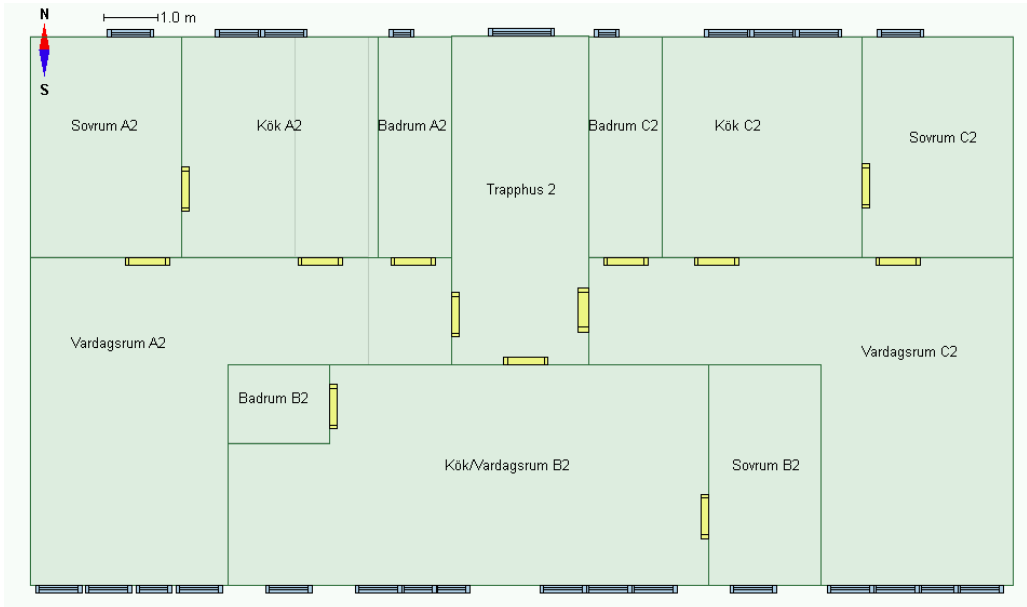 N
1.0 m
S
Sovrum A2
Kök A2
Badrum A2
Badrum C2
Kök C2
Sovrum C2
Trapphus 2
Vardagsrum A2
Vardagsrum C2
Badrum B2
Kök/Vardagsrum B2
Sovrum B2